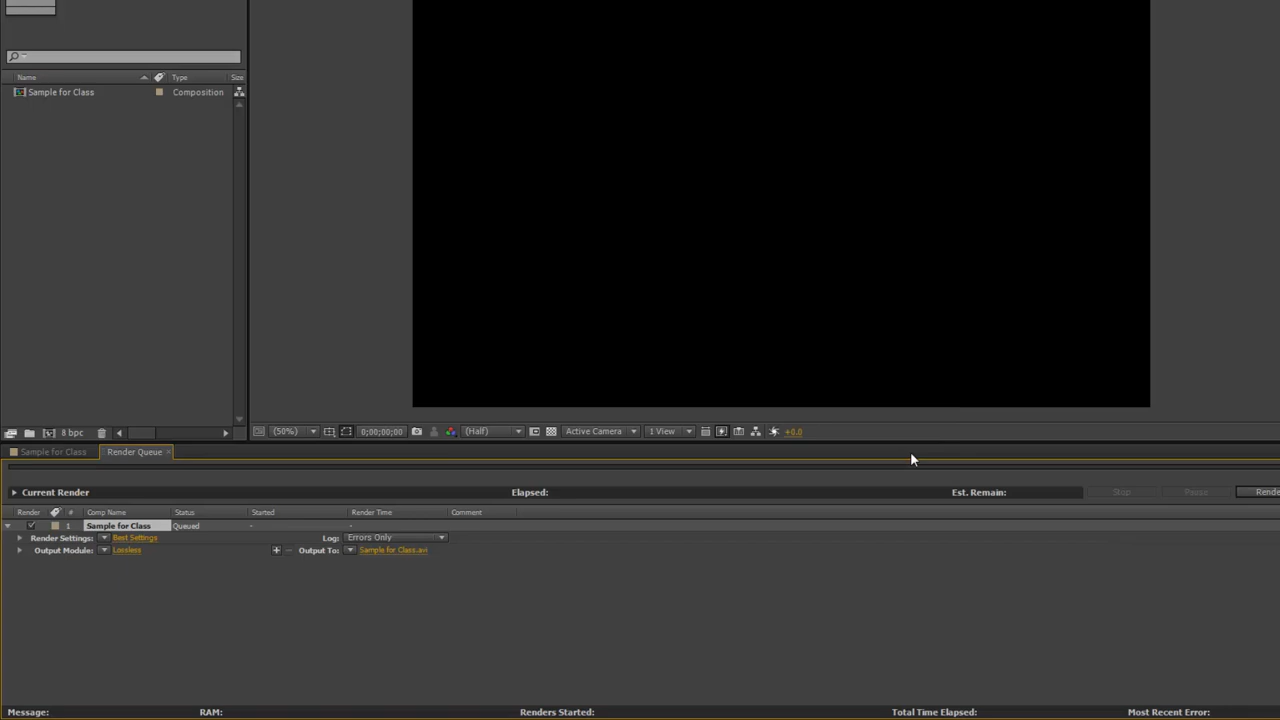 Name Type Size
Sample for Class Composition
8 bpc
(50%) 0;00;00;00 (Half) Active Camera 1 View +0.0
Sample for Class Render Queue ×
Current Render Elapsed: Est. Remain: Stop Pause Rende
Render # Comp Name Status Started Render Time Comment
1 Sample for Class Queued - -
Render Settings: Best Settings Log: Errors Only
Output Module: Lossless Output To: Sample for Class.avi
Message: RAM: Renders Started: Total Time Elapsed: Most Recent Error: